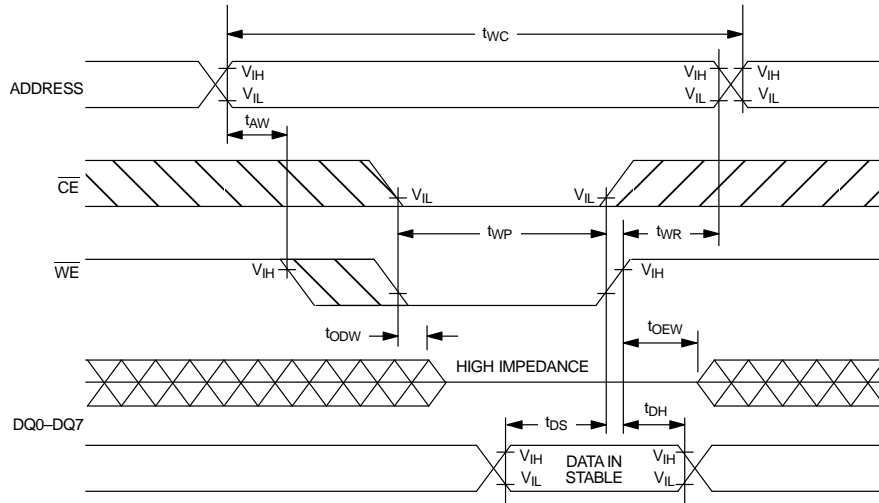 tWC
ADDRESS
VIH
VIL
VIH
VIL
VIH
VIL
tAW
CE
VIL
VIL
tWP
tWR
WE
VIH
VIH
tODW
tOEW
HIGH IMPEDANCE
DQ0–DQ7
tDS
tDH
VIH
VIL
DATA IN
STABLE
VIH
VIL